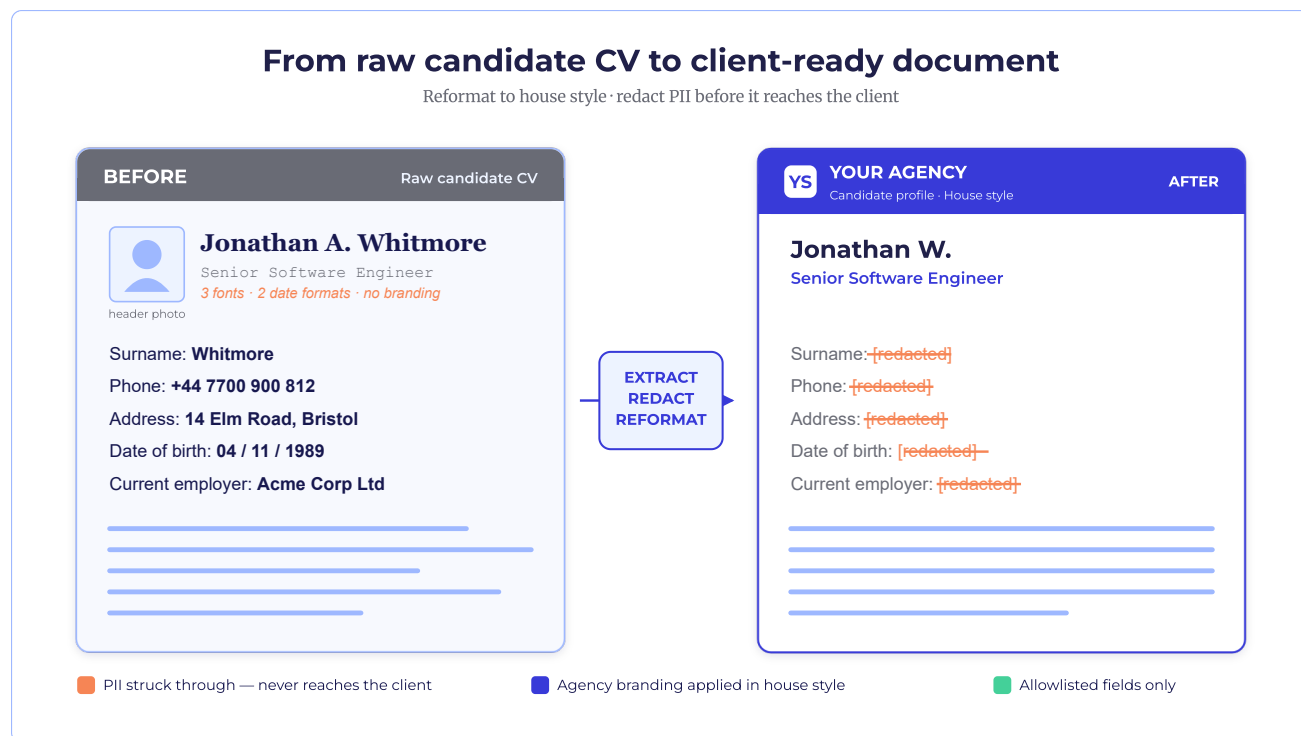 From raw candidate CV to client-ready document
Reformat to house style · redact PII before it reaches the client
BEFORE
Raw candidate CV
Jonathan A. Whitmore
Senior Software Engineer
3 fonts · 2 date formats · no branding
header photo
Surname: Whitmore
Phone: +44 7700 900 812
Address: 14 Elm Road, Bristol
Date of birth: 04 / 11 / 1989
Current employer: Acme Corp Ltd
EXTRACT
REDACT
REFORMAT
YS
YOUR AGENCY
Candidate profile · House style
AFTER
Jonathan W.
Senior Software Engineer
Surname: [redacted]
Phone: [redacted]
Address: [redacted]
Date of birth: [redacted]
Current employer: [redacted]
PII struck through — never reaches the client
Agency branding applied in house style
Allowlisted fields only